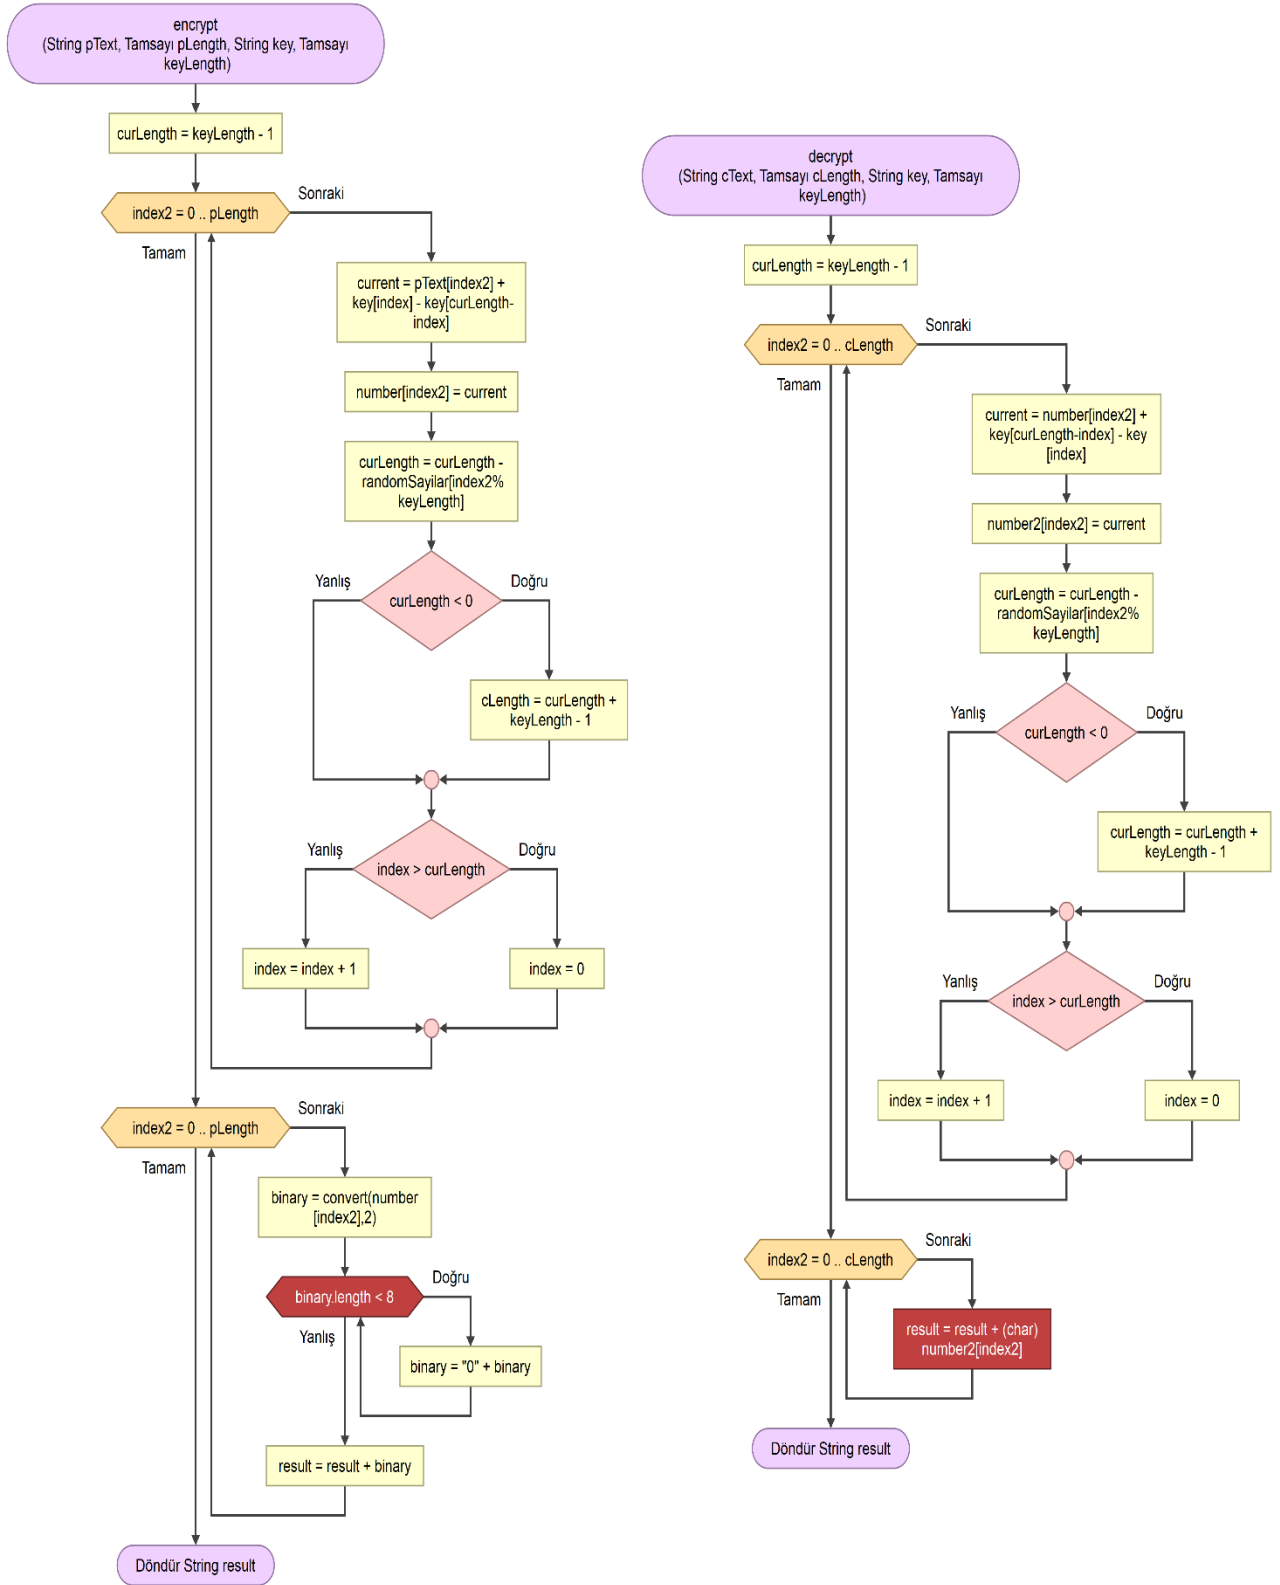 encrypt
(String pText, Tamsayı pLength, String key, Tamsayı
keyLength)
curLength = keyLength - 1
index2 = 0 .. pLength
Sonraki
Tamam
current = pText[index2] +
key[index] - key[curLength-
index]
number[index2] = current
curLength = curLength -
randomSayilar[index2%
keyLength]
Yanlış
Doğru
curLength < 0
cLength = curLength +
keyLength - 1
Yanlış
Doğru
index > curLength
index = index + 1
index = 0
index2 = 0 .. pLength
Sonraki
Tamam
binary = convert(number
[index2],2)
binary.length < 8
Doğru
Yanlış
binary = "0" + binary
result = result + binary
Döndür String result
decrypt
(String cText, Tamsayı cLength, String key, Tamsayı
keyLength)
curLength = keyLength - 1
index2 = 0 .. cLength
Sonraki
Tamam
current = number[index2] +
key[curLength-index] - key
[index]
number2[index2] = current
curLength = curLength -
randomSayilar[index2%
keyLength]
Yanlış
Doğru
curLength < 0
curLength = curLength +
keyLength - 1
Yanlış
Doğru
index > curLength
index = index + 1
index = 0
index2 = 0 .. cLength
Sonraki
Tamam
result = result + (char)
number2[index2]
Döndür String result